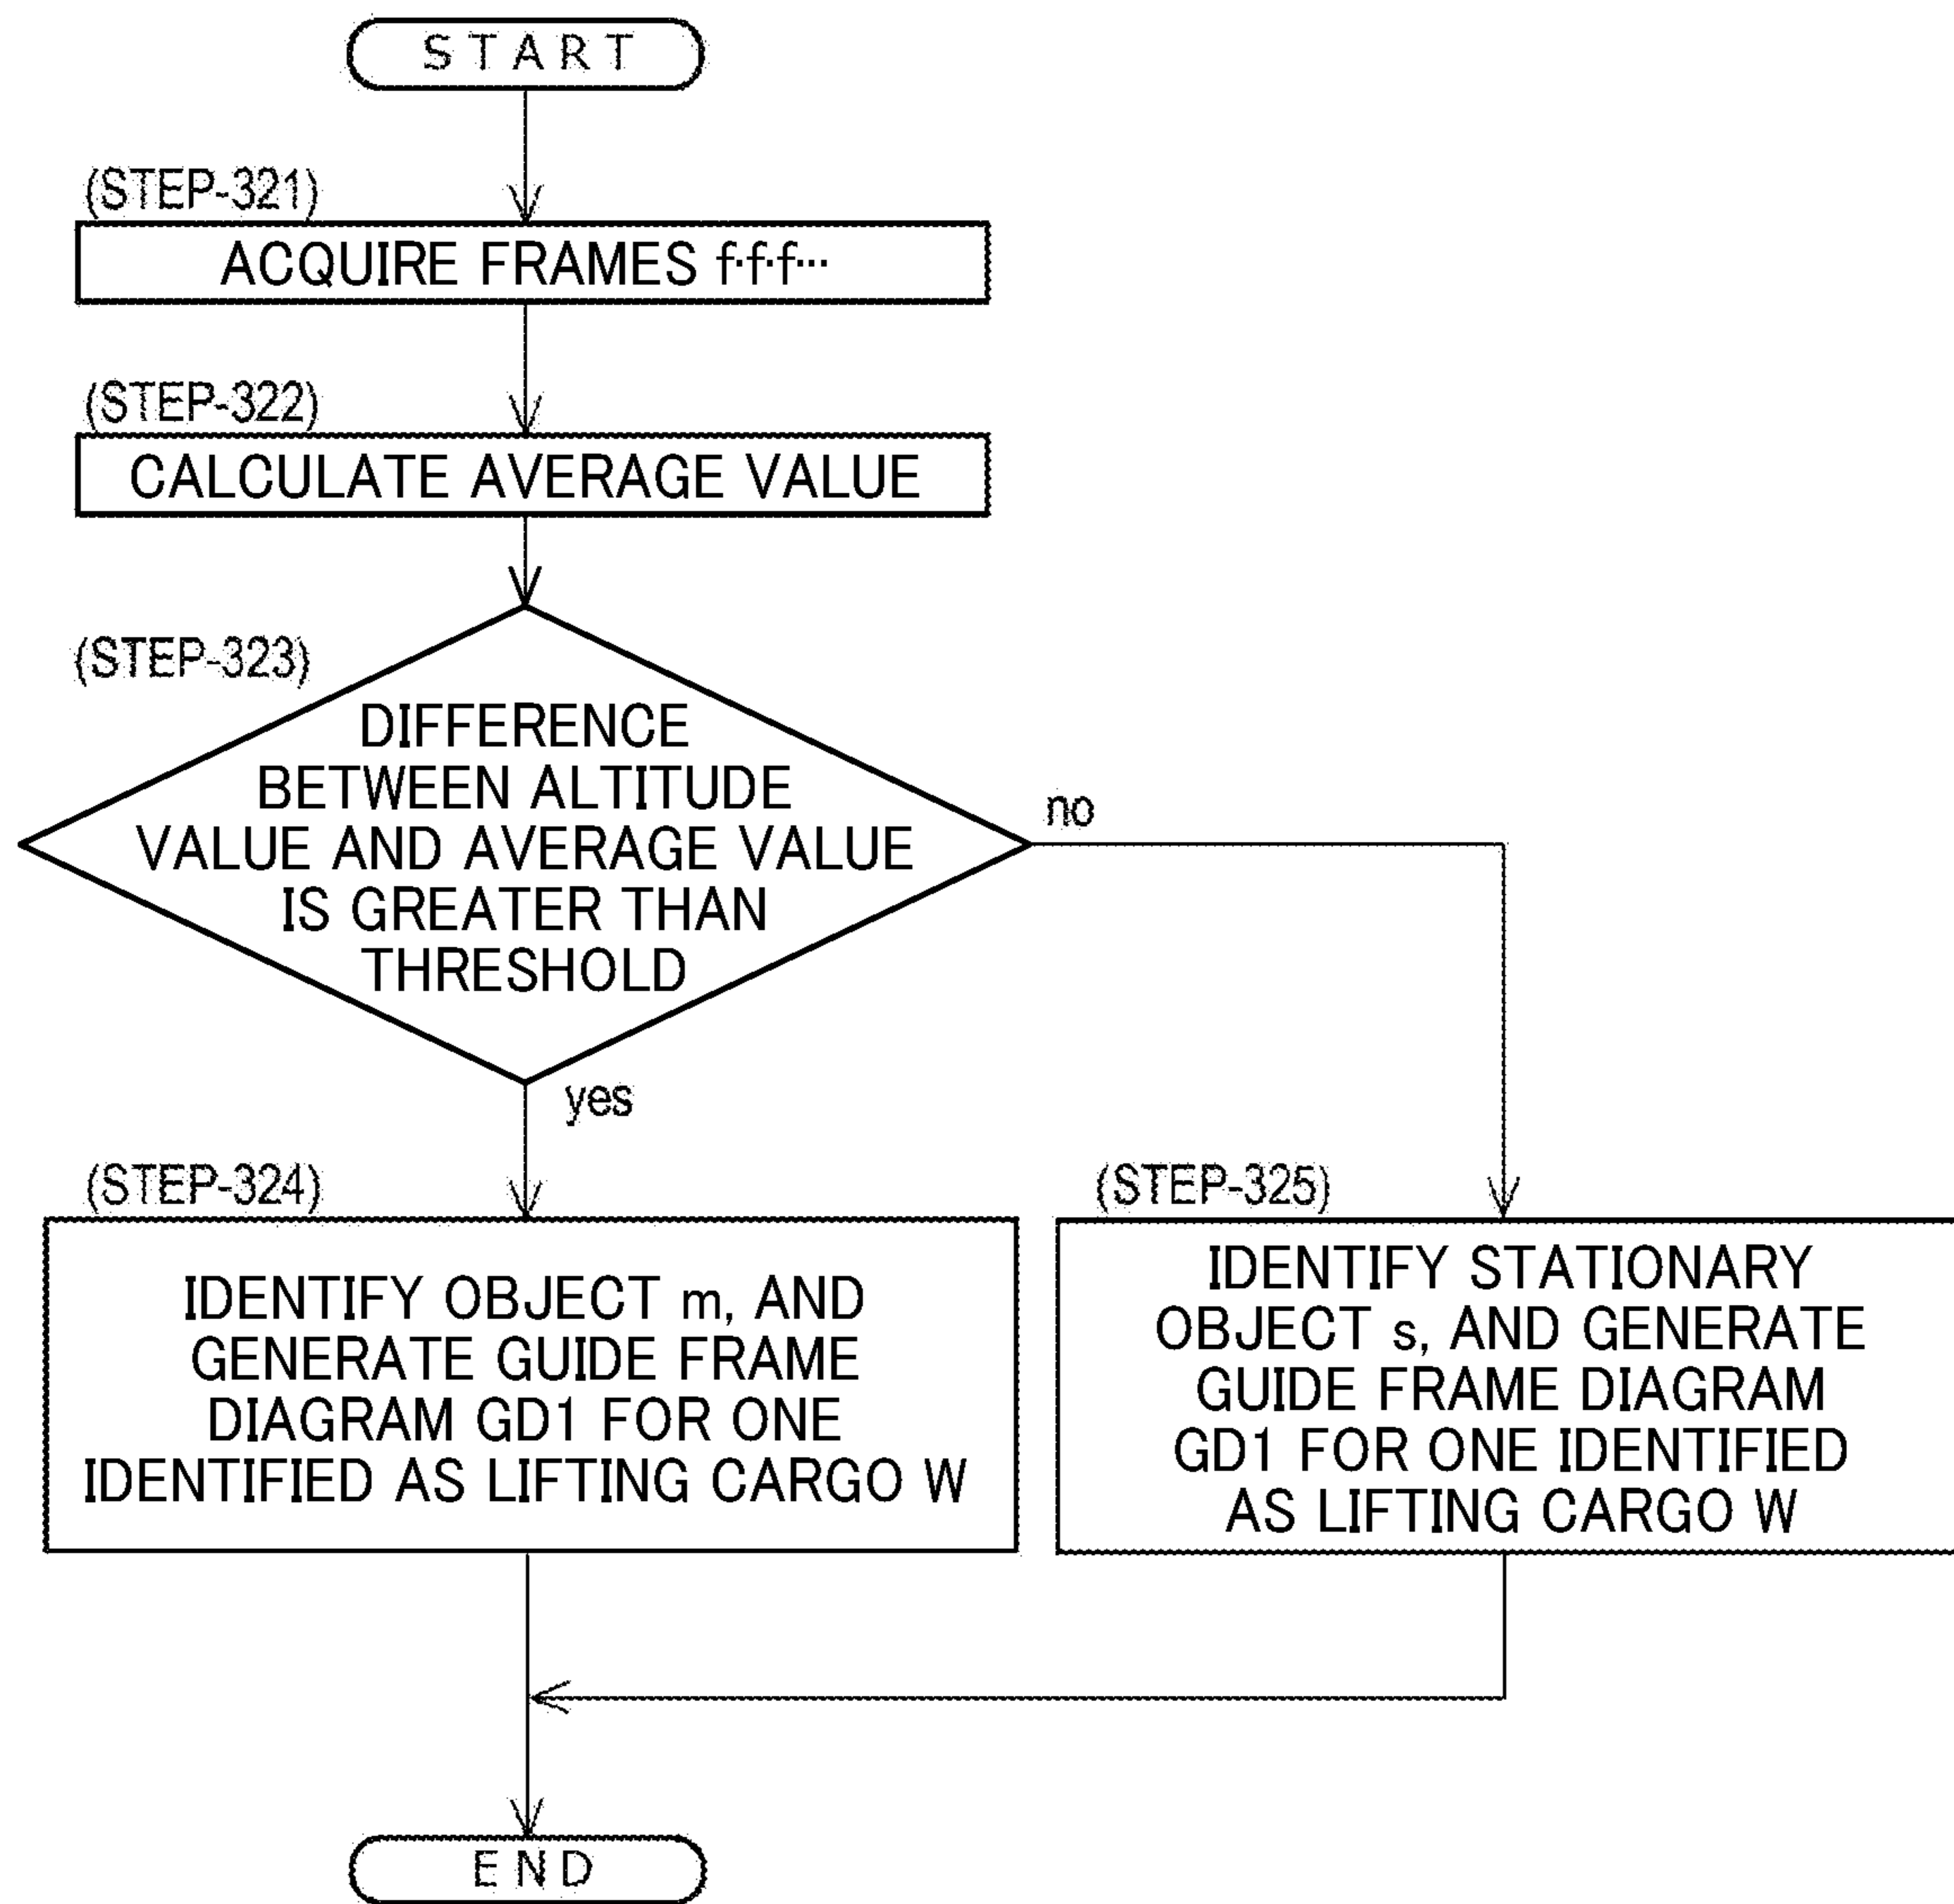 START
(STEP-321)
ACQUIRE FRAMES f·f·f···
(STEP-322)
CALCULATE AVERAGE VALUE
(STEP-323)
DIFFERENCE
BETWEEN ALTITUDE
VALUE AND AVERAGE VALUE
IS GREATER THAN
THRESHOLD
no
yes
(STEP-324)
IDENTIFY OBJECT m, AND
GENERATE GUIDE FRAME
DIAGRAM GD1 FOR ONE
IDENTIFIED AS LIFTING CARGO W
(STEP-325)
IDENTIFY STATIONARY
OBJECT s, AND GENERATE
GUIDE FRAME DIAGRAM
GD1 FOR ONE IDENTIFIED
AS LIFTING CARGO W
END